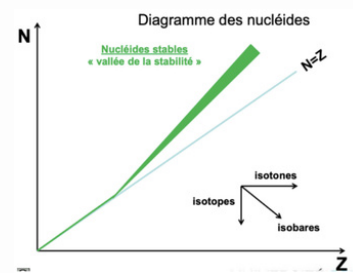 Diagramme des nucléides
N
Nucléides stables
« vallée de la stabilité »
N=Z
isotones
isotopes
isobares
Z